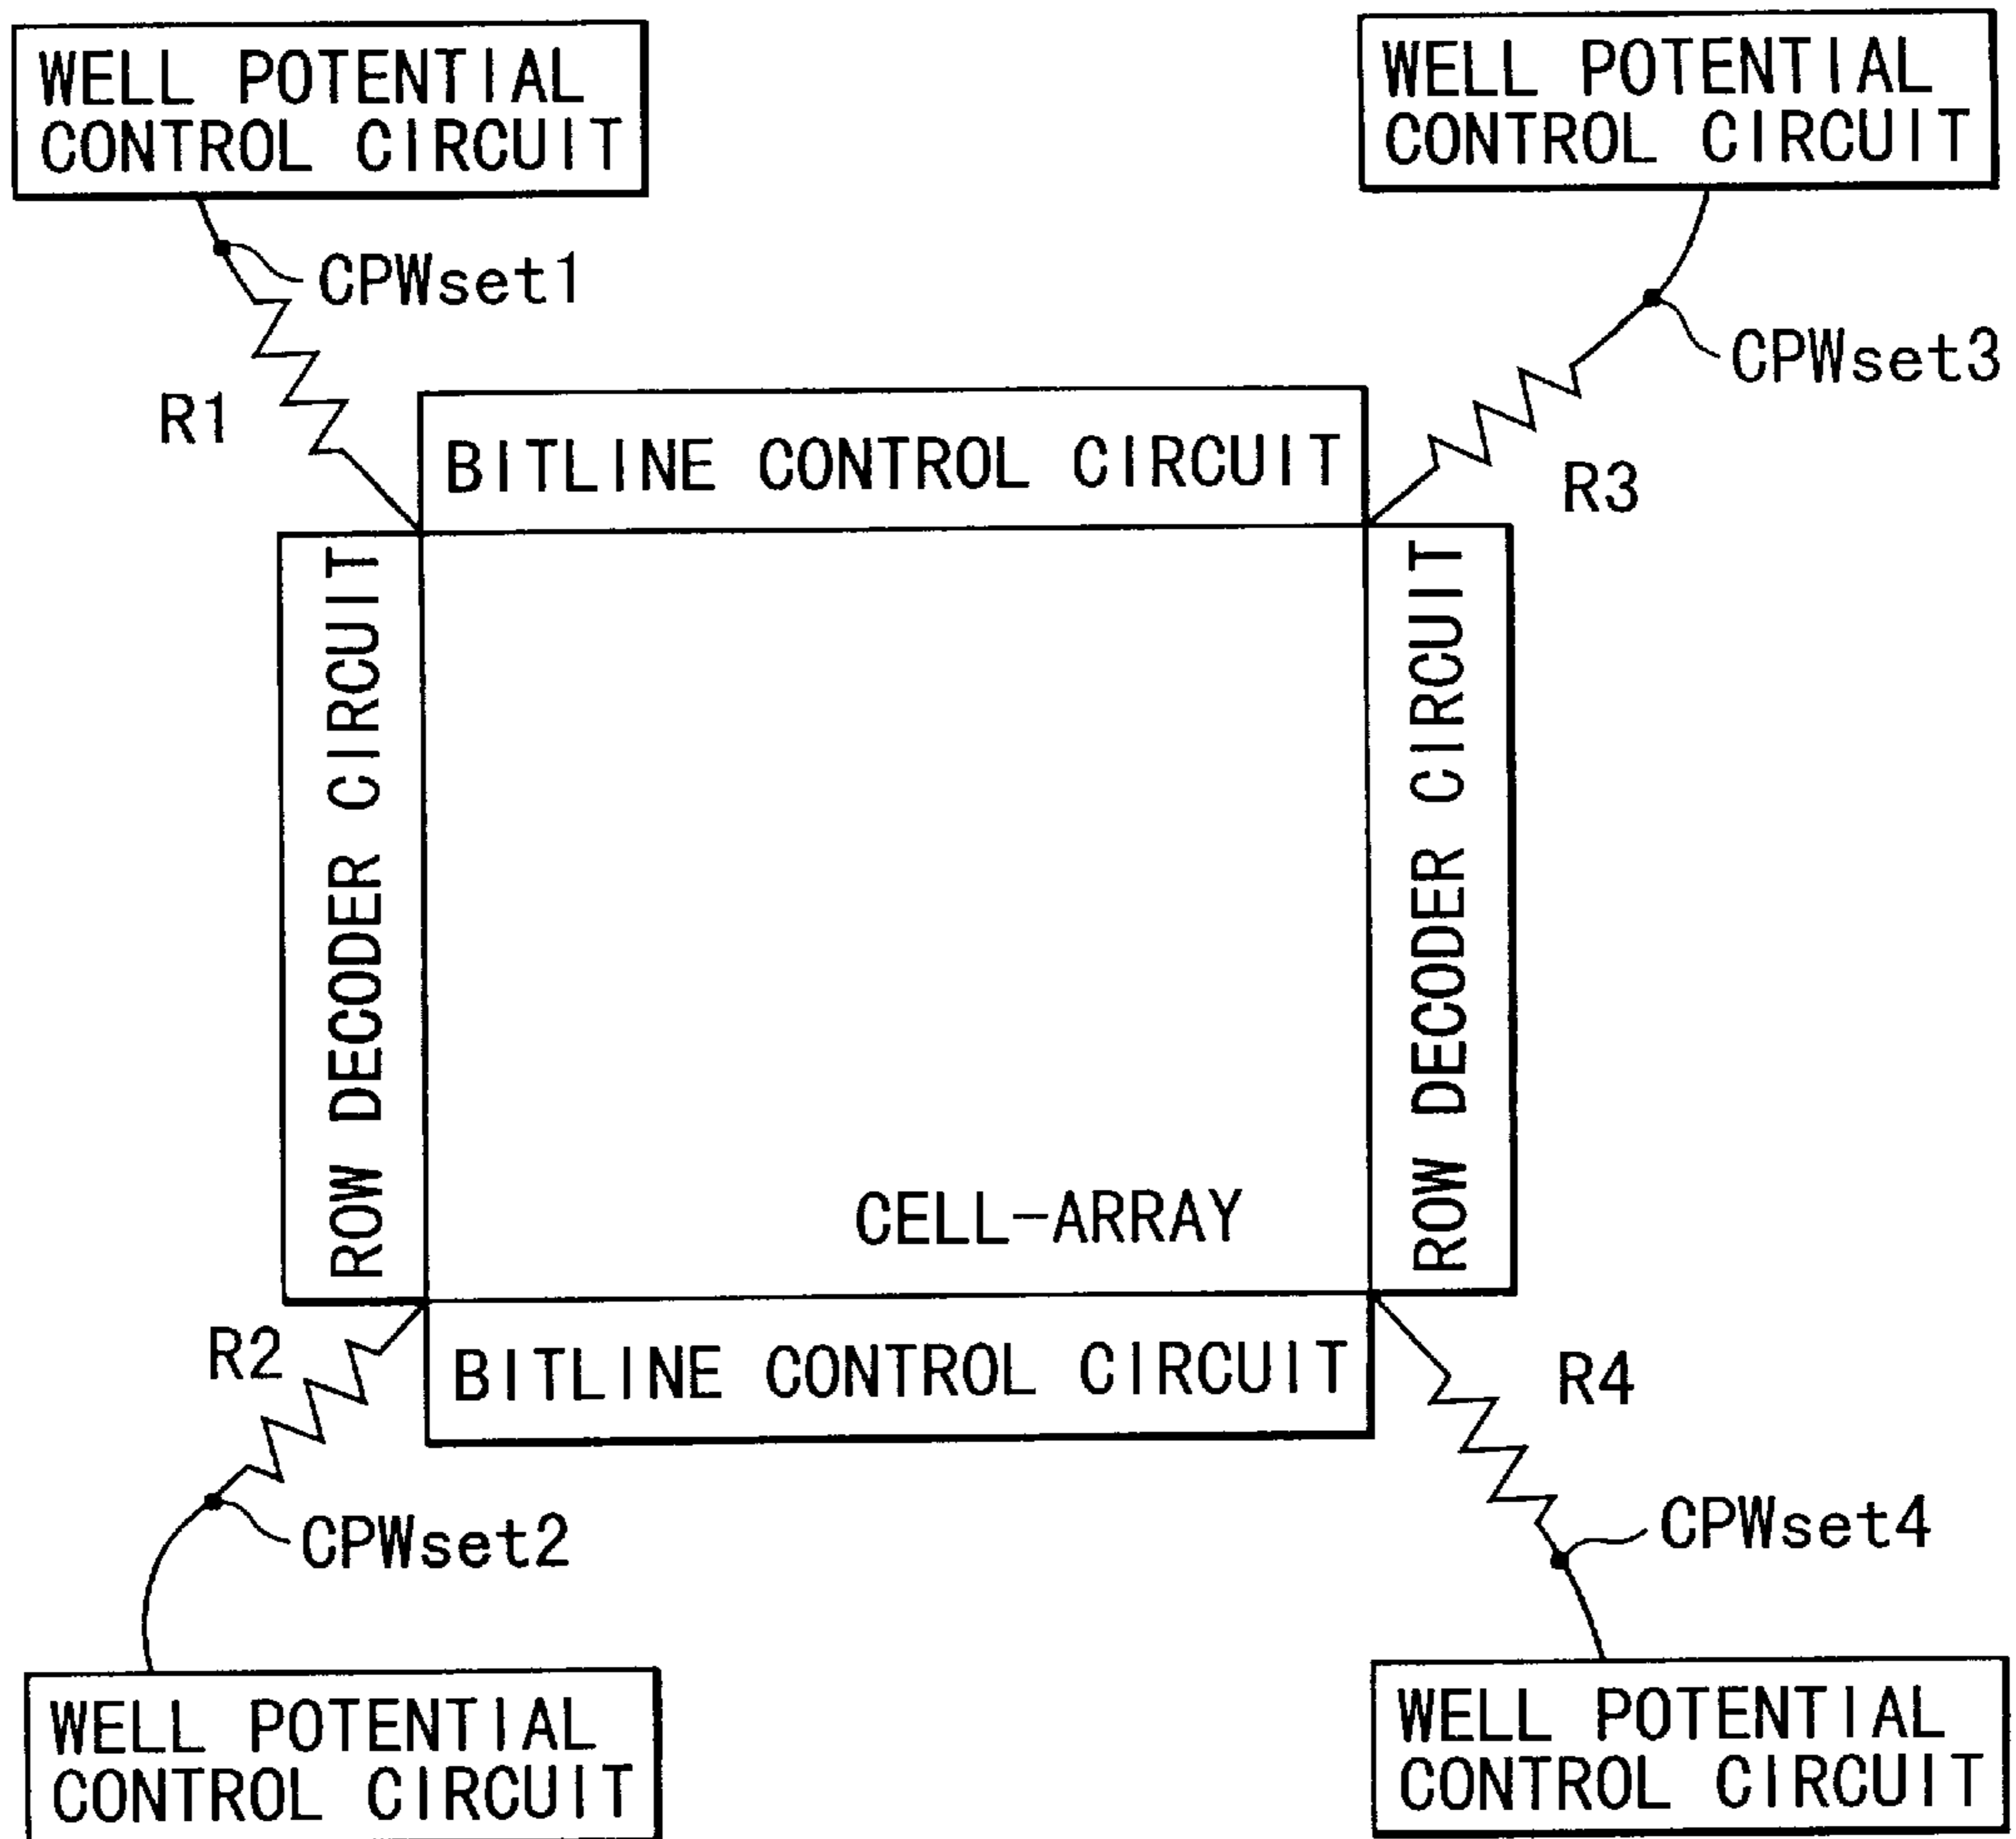 WELL POTENTIAL
CONTROL CIRCUIT
WELL POTENTIAL
CONTROL CIRCUIT
CPWset1
CPWset3
R1
BITLINE CONTROL CIRCUIT
R3
ROW DECODER CIRCUIT
ROW DECODER CIRCUIT
CELL-ARRAY
R2
BITLINE CONTROL CIRCUIT
R4
CPWset2
CPWset4
WELL POTENTIAL
CONTROL CIRCUIT
WELL POTENTIAL
CONTROL CIRCUIT